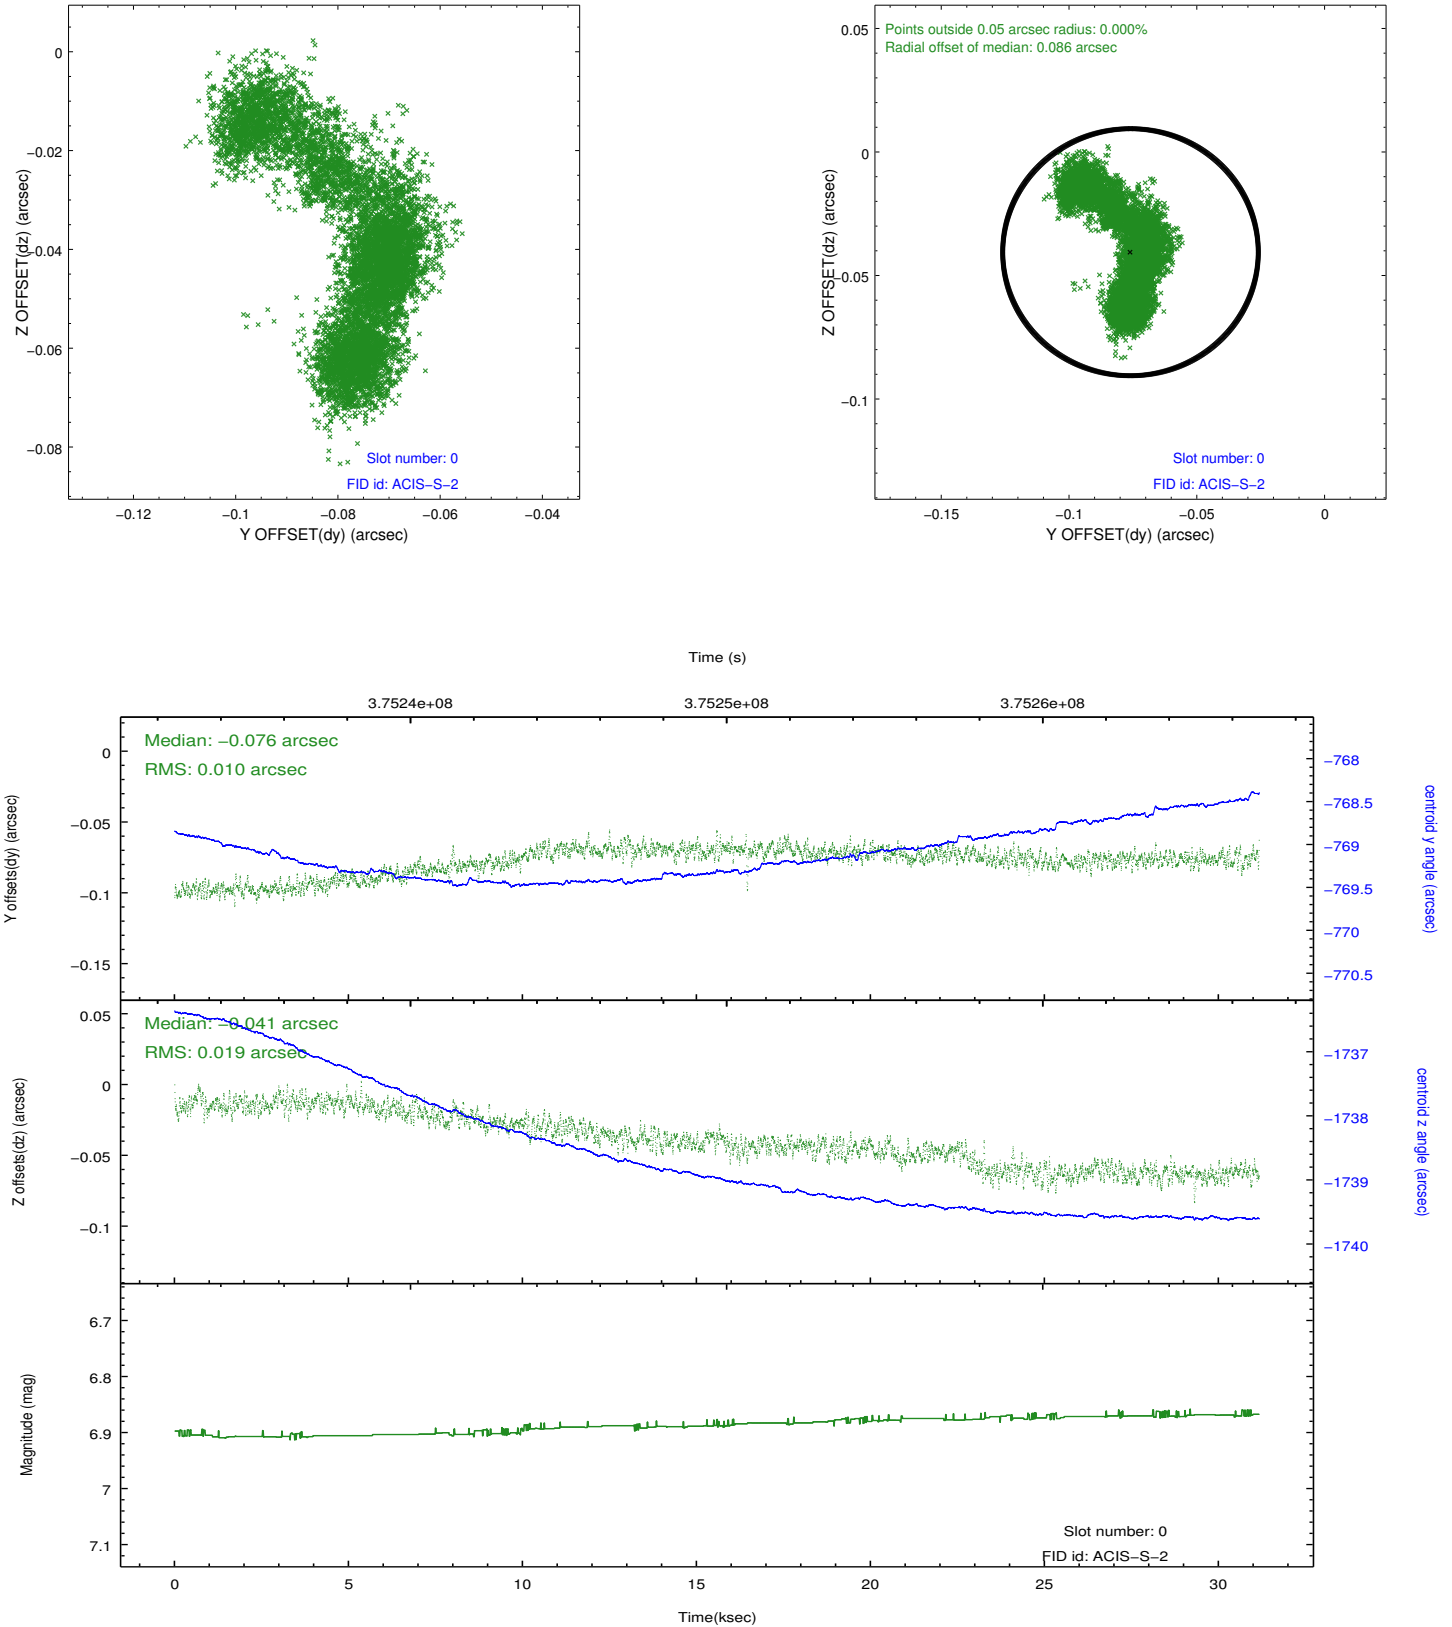 0
−0.02
−0.04
−0.06
−0.08
Z OFFSET(dz) (arcsec)
Slot number: 0
FID id: ACIS−S−2
−0.12
−0.1
−0.08
−0.06
−0.04
Y OFFSET(dy) (arcsec)
Points outside 0.05 arcsec radius: 0.000%
Radial offset of median: 0.086 arcsec
0.05
0
−0.05
−0.1
Z OFFSET(dz) (arcsec)
Slot number: 0
FID id: ACIS−S−2
−0.15
−0.1
−0.05
0
Y OFFSET(dy) (arcsec)
Time (s)
3.7524e+08
3.7525e+08
3.7526e+08
Median: −0.076 arcsec
RMS: 0.010 arcsec
0
−0.05
−0.1
−0.15
Y offsets(dy) (arcsec)
−768
−768.5
−769
−769.5
−770
−770.5
centroid y angle (arcsec)
Median: −0.041 arcsec
RMS: 0.019 arcsec
0.05
0
−0.05
−0.1
Z offsets(dz) (arcsec)
−1737
−1738
−1739
−1740
centroid z angle (arcsec)
6.7
6.8
6.9
7
7.1
Magnitude (mag)
Slot number: 0
FID id: ACIS−S−2
0
5
10
15
20
25
30
Time(ksec)